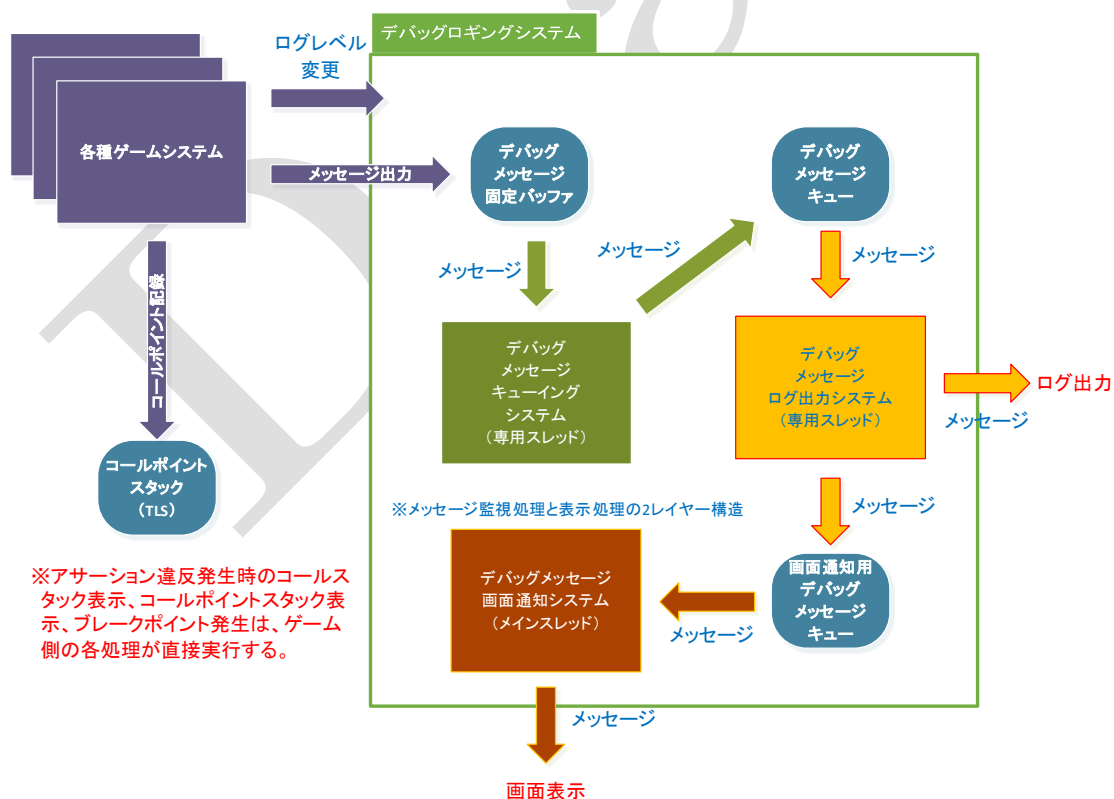 デバッグロギングシステム
ログレベル
変更
各種ゲームシステム
メッセージ出力
デバッグ
メッセージ
固定バッファ
デバッグ
メッセージ
キュー
メッセージ
メッセージ
メッセージ
コールポイント記録
デバッグ
メッセージ
キューイング
システム
(専用スレッド)
デバッグ
メッセージ
ログ出力システム
(専用スレッド)
ログ出力
メッセージ
コールポイント
スタック
(TLS)
メッセージ
※メッセージ監視処理と表示処理の2レイヤー構造
デバッグメッセージ
画面通知システム
(メインスレッド)
画面通知用
デバッグ
メッセージ
キュー
メッセージ
※アサーション違反発生時のコールス
タック表示、コールポイントスタック表
示、ブレークポイント発生は、ゲーム
側の各処理が直接実行する。
メッセージ
画面表示